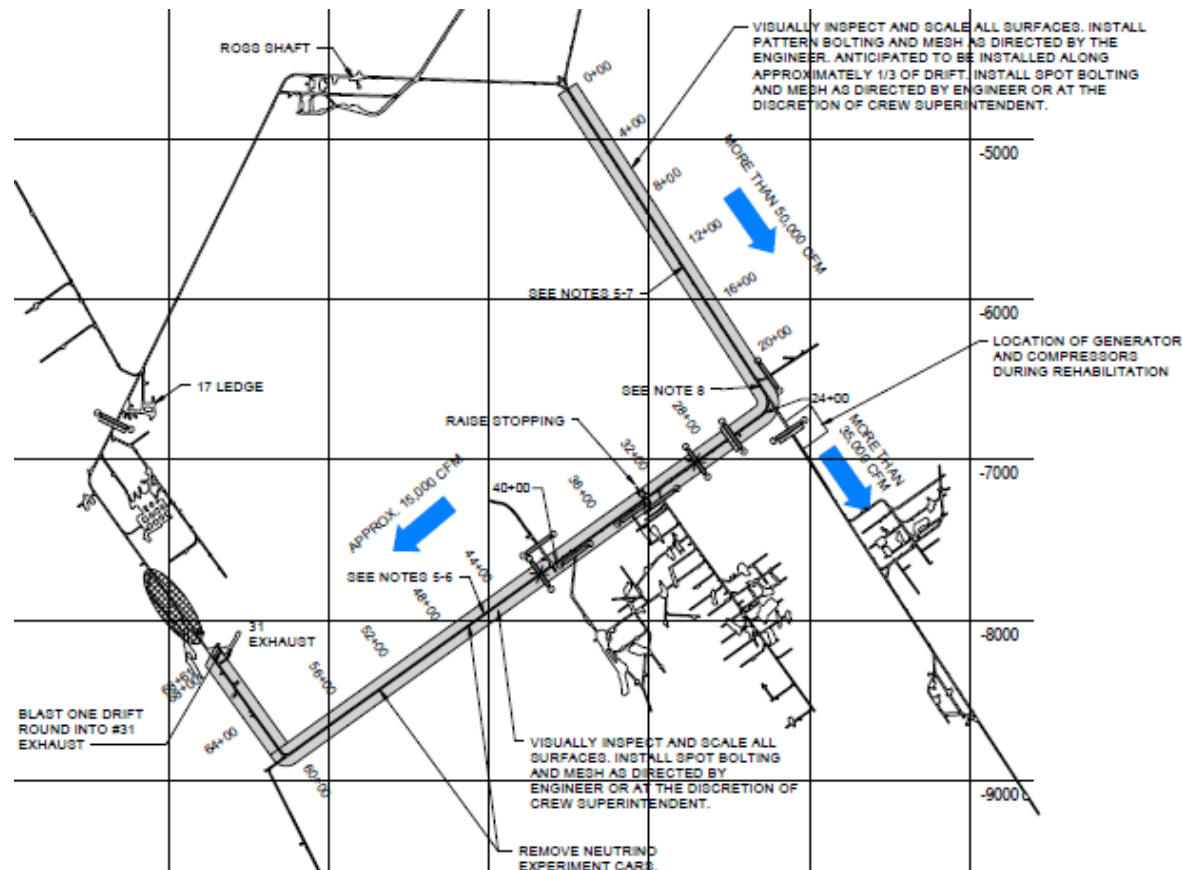 ROSS SHAFT
VISUALLY INSPECT AND SCALE ALL SURFACES. INSTALL
PATTERN BOLTING AND MESH AS DIRECTED BY THE
ENGINEER. ANTICIPATED TO BE INSTALLED ALONG
APPROXIMATELY 1/3 OF DRIFT. INSTALL SPOT BOLTING
AND MESH AS DIRECTED BY ENGINEER OR AT THE
DISCRETION OF CREW SUPERINTENDENT.
0+00
4+00
-5000
8+00
MORE THAN 50,000 CFM
12+00
16+00
SEE NOTES 5-7
-6000
20+00
LOCATION OF GENERATOR
AND COMPRESSORS
DURING REHABILITATION
17 LEDGE
SEE NOTE 8
24+00
RAISE STOPPING
28+00
32+00
MORE THAN
35,000 CFM
-7000
36+00
40+00
APPROX. 15,000 CFM
44+00
SEE NOTES 5-6
48+00
-8000
31
EXHAUST
52+00
56+00
68+00
BLAST ONE DRIFT
ROUND INTO #31
EXHAUST
64+00
60+00
VISUALLY INSPECT AND SCALE ALL
SURFACES. INSTALL SPOT BOLTING
AND MESH AS DIRECTED BY
ENGINEER OR AT THE DISCRETION OF
CREW SUPERINTENDENT.
-9000
REMOVE NEUTRINO
EXPERIMENT CARS.